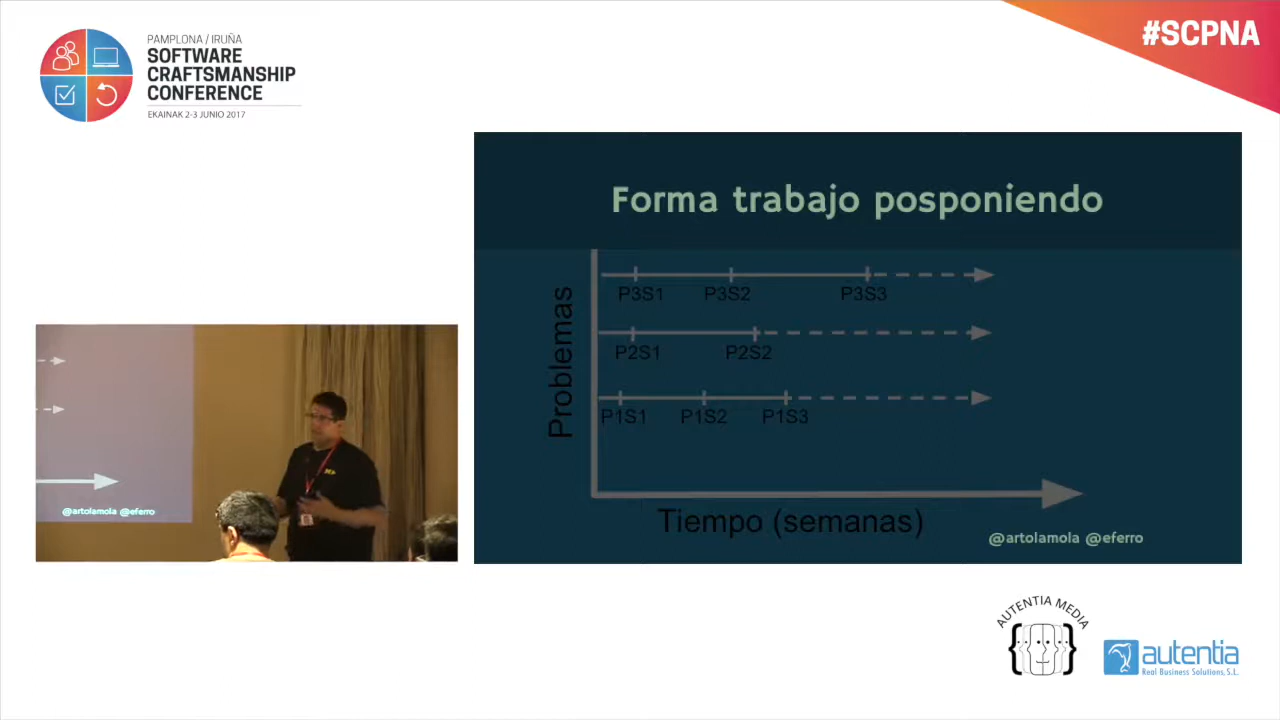 PAMPLONA / IRUÑA
SOFTWARE
CRAFTSMANSHIP
CONFERENCE
EKAINAK 2-3 JUNIO 2017
#SCPNA
Forma trabajo posponiendo
Problemas
P3S1 P3S2 P3S3
P2S1 P2S2
P1S1 P1S2 P1S3
Tiempo (semanas)
@artolamola @eferro
@artolamola @eferro
AUTENTIA MEDIA
autentia
Real Business Solutions, S.L.